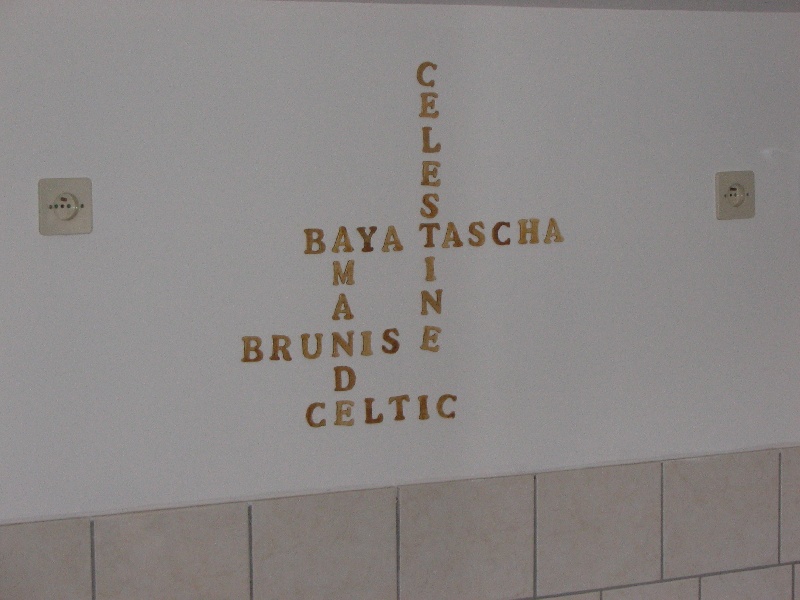 CELESTINE
BAYA TASCHA
AMANDE
BRUNIS
CELTIC